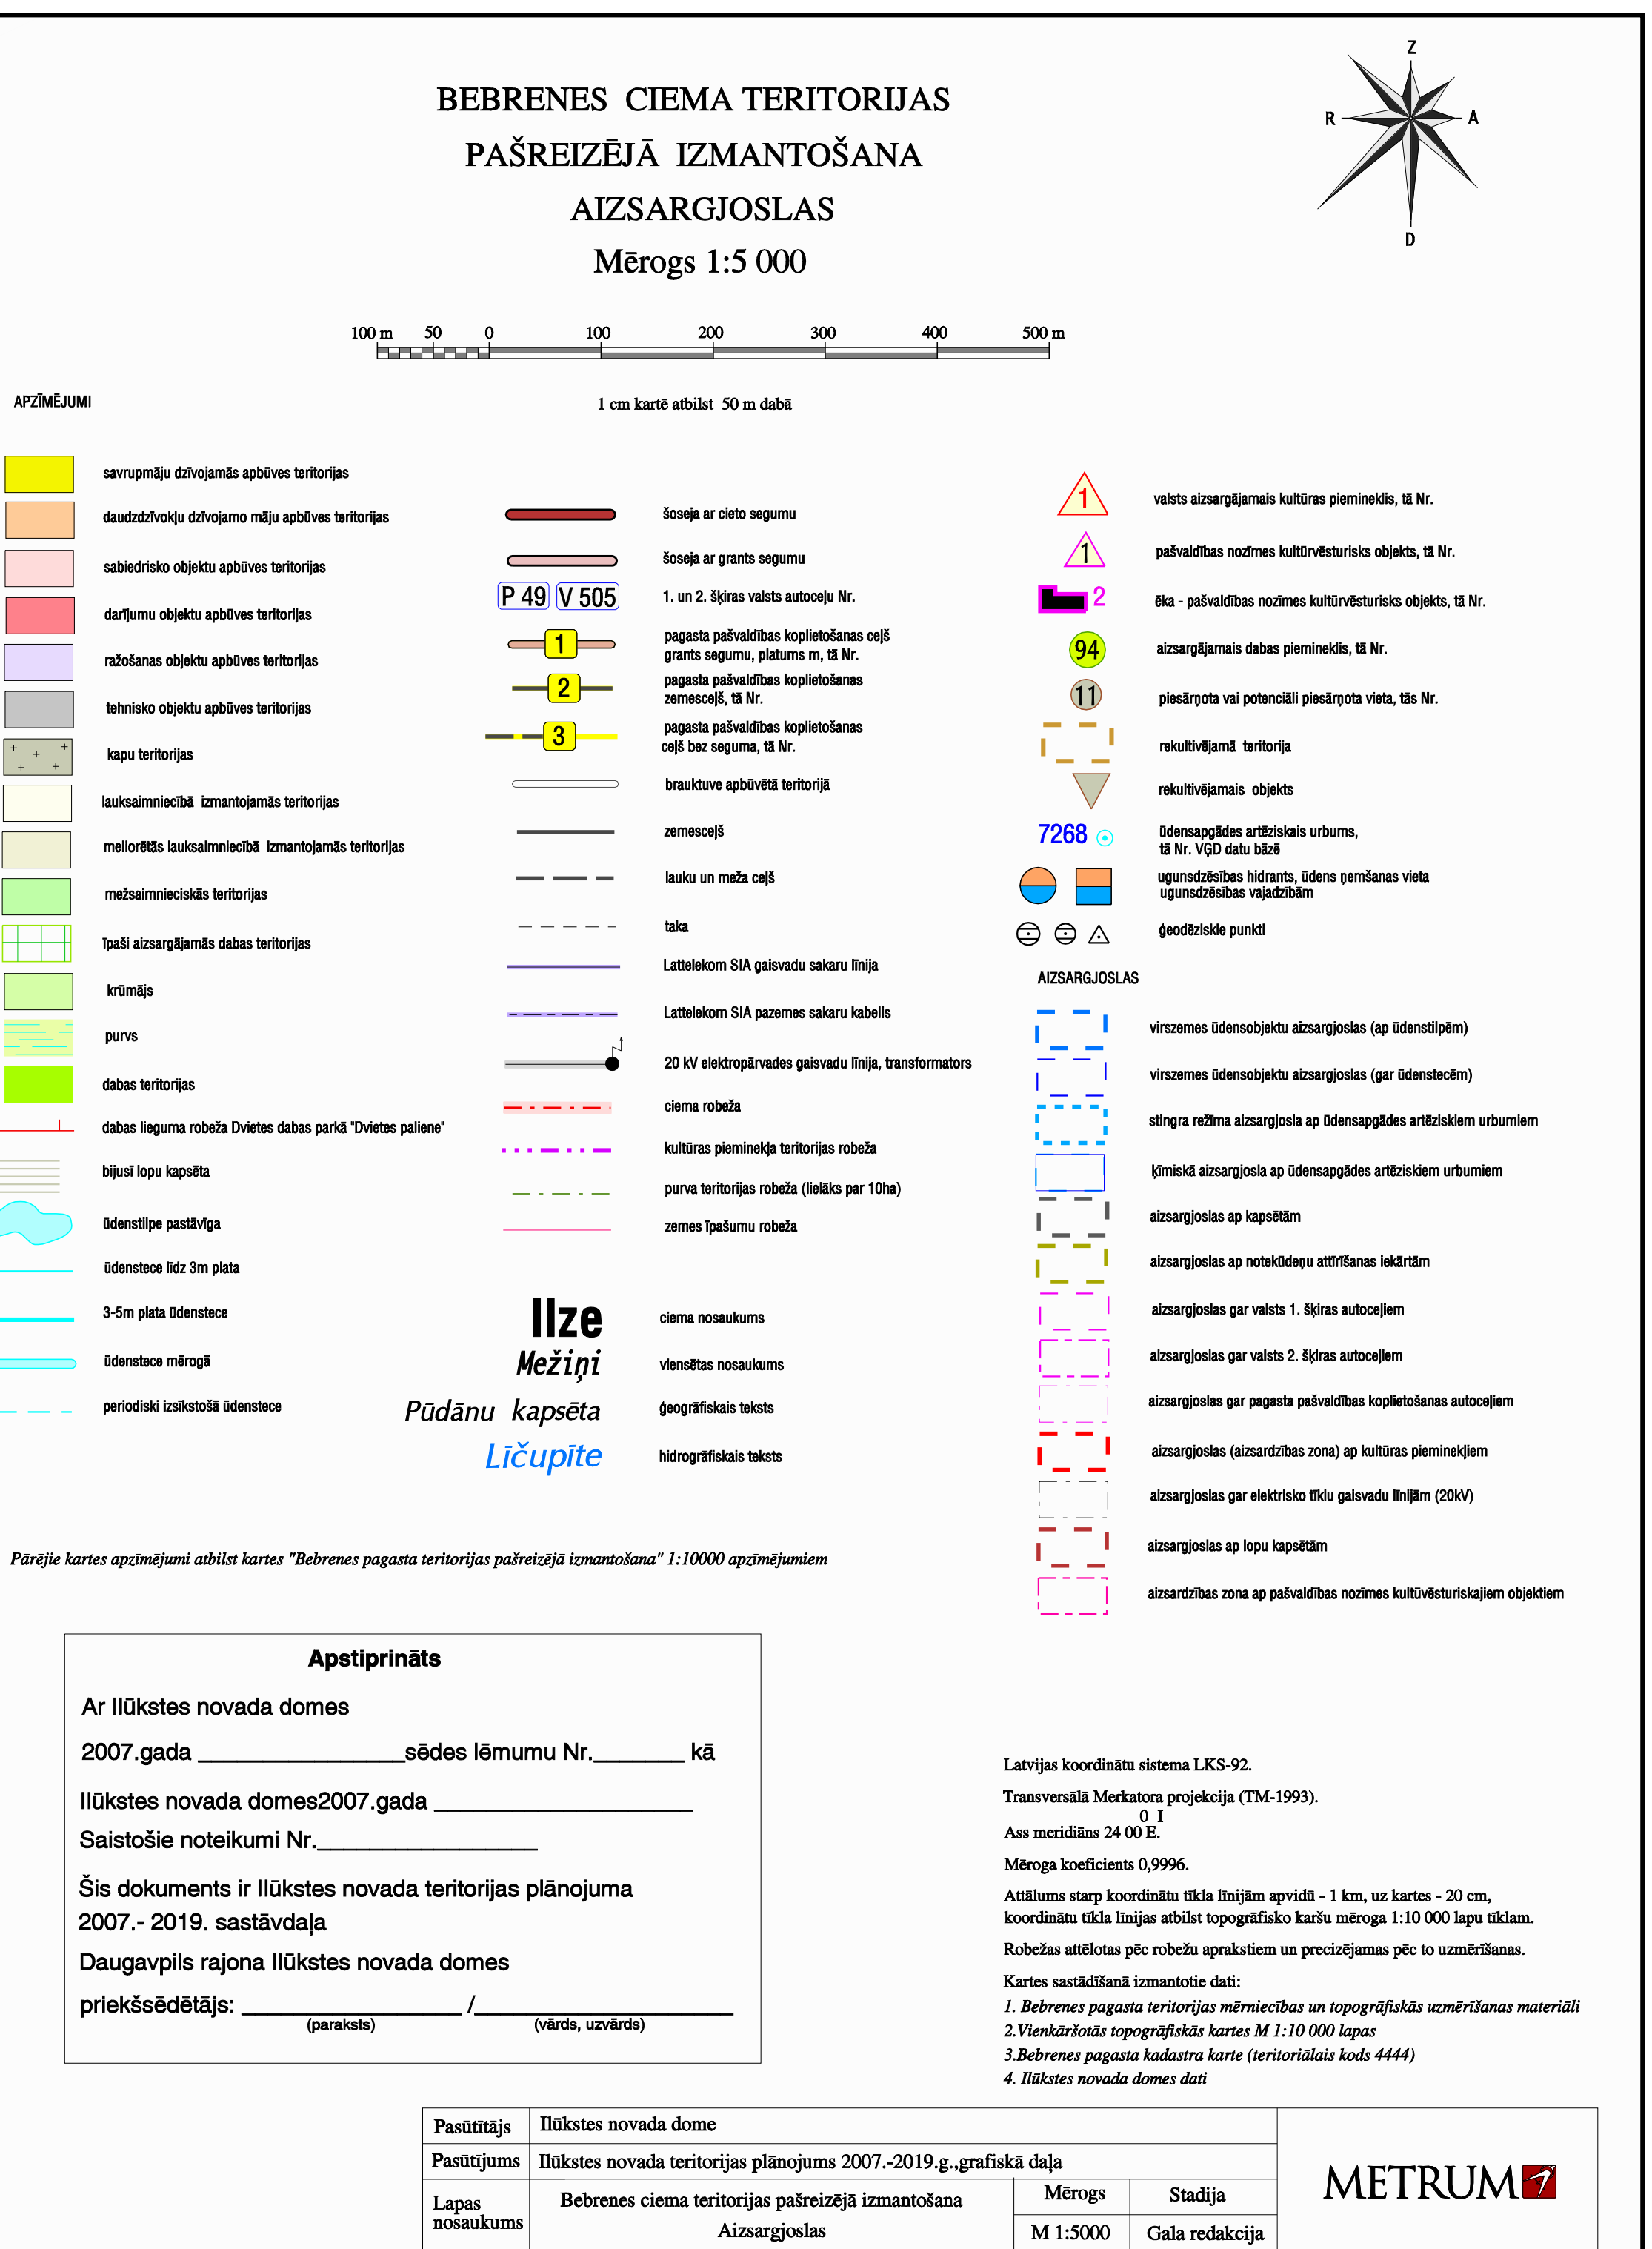 BEBRENES CIEMA TERITORIJAS
PAŠREIZĒJĀ IZMANTOŠANA
AIZSARGJOSLAS
Mērogs 1:5 000
Z
R
A
D
100 m 50 0 100 200 300 400 500 m
1 cm kartē atbilst 50 m dabā
APZĪMĒJUMI
savrupmāju dzīvojamās apbūves teritorijas
daudzdzīvokļu dzīvojamo māju apbūves teritorijas
sabiedrisko objektu apbūves teritorijas
darījumu objektu apbūves teritorijas
ražošanas objektu apbūves teritorijas
tehnisko objektu apbūves teritorijas
kapu teritorijas
lauksaimniecībā izmantojamās teritorijas
meliorētās lauksaimniecībā izmantojamās teritorijas
mežsaimnieciskās teritorijas
īpaši aizsargājamās dabas teritorijas
krūmājs
purvs
dabas teritorijas
dabas lieguma robeža Dvietes dabas parkā "Dvietes paliene"
bijusī lopu kapsēta
ūdenstilpe pastāvīga
ūdenstece līdz 3m plata
3-5m plata ūdenstece
ūdenstece mērogā
periodiski izsīkstošā ūdenstece
šoseja ar cieto segumu
šoseja ar grants segumu
P 49 V 505 1. un 2. šķiras valsts autoceļu Nr.
1 pagasta pašvaldības koplietošanas ceļš
grants segumu, platums m, tā Nr.
2 pagasta pašvaldības koplietošanas
zemesceļš, tā Nr.
3 pagasta pašvaldības koplietošanas
ceļš bez seguma, tā Nr.
brauktuve apbūvētā teritorijā
zemesceļš
lauku un meža ceļš
taka
Lattelekom SIA gaisvadu sakaru līnija
Lattelekom SIA pazemes sakaru kabelis
20 kV elektropārvades gaisvadu līnija, transformators
ciema robeža
kultūras pieminekļa teritorijas robeža
purva teritorijas robeža (lielāks par 10ha)
zemes īpašumu robeža
Ilze ciema nosaukums
Mežiņi viensētas nosaukums
Pūdānu kapsēta ģeogrāfiskais teksts
Līčupīte hidrogrāfiskais teksts
1 valsts aizsargājamais kultūras piemineklis, tā Nr.
1 pašvaldības nozīmes kultūrvēsturisks objekts, tā Nr.
2 ēka - pašvaldības nozīmes kultūrvēsturisks objekts, tā Nr.
94 aizsargājamais dabas piemineklis, tā Nr.
11 piesārņota vai potenciāli piesārņota vieta, tās Nr.
rekultivējamā teritorija
rekultivējamais objekts
7268 ūdensapgādes artēziskais urbums,
tā Nr. VĢD datu bāzē
ugunsdzēsības hidrants, ūdens ņemšanas vieta
ugunsdzēsības vajadzībām
ģeodēziskie punkti
AIZSARGJOSLAS
virszemes ūdensobjektu aizsargjoslas (ap ūdenstilpēm)
virszemes ūdensobjektu aizsargjoslas (gar ūdenstecēm)
stingra režīma aizsargjosla ap ūdensapgādes artēziskiem urbumiem
ķīmiskā aizsargjosla ap ūdensapgādes artēziskiem urbumiem
aizsargjoslas ap kapsētām
aizsargjoslas ap notekūdeņu attīrīšanas iekārtām
aizsargjoslas gar valsts 1. šķiras autoceļiem
aizsargjoslas gar valsts 2. šķiras autoceļiem
aizsargjoslas gar pagasta pašvaldības koplietošanas autoceļiem
aizsargjoslas (aizsardzības zona) ap kultūras pieminekļiem
aizsargjoslas gar elektrisko tīklu gaisvadu līnijām (20kV)
aizsargjoslas ap lopu kapsētām
aizsardzības zona ap pašvaldības nozīmes kultūvēsturiskajiem objektiem
Pārējie kartes apzīmējumi atbilst kartes "Bebrenes pagasta teritorijas pašreizējā izmantošana" 1:10000 apzīmējumiem
Apstiprināts
Ar Ilūkstes novada domes
2007.gada ________________sēdes lēmumu Nr._______ kā
Ilūkstes novada domes2007.gada ____________________
Saistošie noteikumi Nr._________________
Šis dokuments ir Ilūkstes novada teritorijas plānojuma
2007.- 2019. sastāvdaļa
Daugavpils rajona Ilūkstes novada domes
priekšsēdētājs: _________________ /____________________
(paraksts) (vārds, uzvārds)
Latvijas koordinātu sistema LKS-92.
Transversālā Merkatora projekcija (TM-1993).
0 I
Ass meridiāns 24 00 E.
Mēroga koeficients 0,9996.
Attālums starp koordinātu tīkla līnijām apvidū - 1 km, uz kartes - 20 cm,
koordinātu tīkla līnijas atbilst topogrāfisko karšu mēroga 1:10 000 lapu tīklam.
Robežas attēlotas pēc robežu aprakstiem un precizējamas pēc to uzmērīšanas.
Kartes sastādīšanā izmantotie dati:
1. Bebrenes pagasta teritorijas mērniecības un topogrāfiskās uzmērīšanas materiāli
2.Vienkāršotās topogrāfiskās kartes M 1:10 000 lapas
3.Bebrenes pagasta kadastra karte (teritoriālais kods 4444)
4. Ilūkstes novada domes dati
Pasūtītājs Ilūkstes novada dome
Pasūtījums Ilūkstes novada teritorijas plānojums 2007.-2019.g.,grafiskā daļa
Lapas
nosaukums
Bebrenes ciema teritorijas pašreizējā izmantošana
Aizsargjoslas
Mērogs Stadija
M 1:5000 Gala redakcija
METRUM